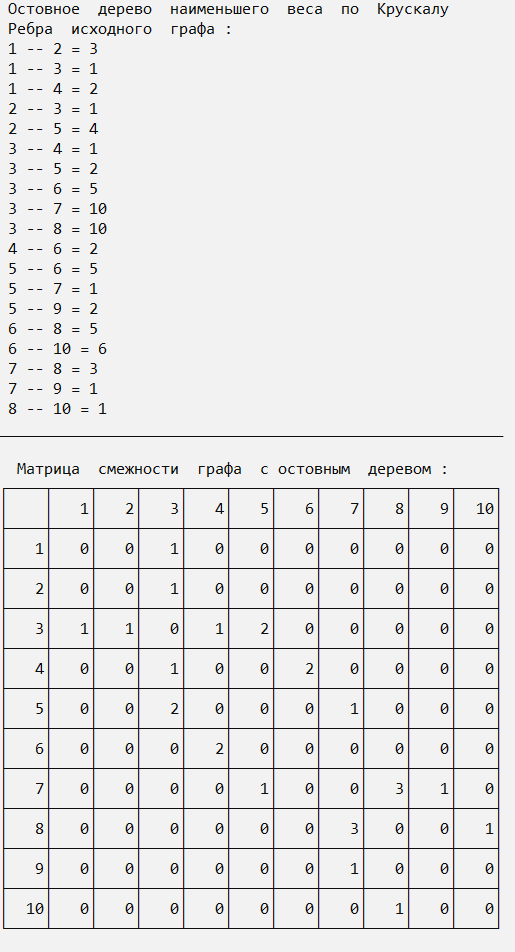 Остовное дерево наименьшего веса по Крускалу
Ребра исходного графа :
1 -- 2 = 3
1 -- 3 = 1
1 -- 4 = 2
2 -- 3 = 1
2 -- 5 = 4
3 -- 4 = 1
3 -- 5 = 2
3 -- 6 = 5
3 -- 7 = 10
3 -- 8 = 10
4 -- 6 = 2
5 -- 6 = 5
5 -- 7 = 1
5 -- 9 = 2
6 -- 8 = 5
6 -- 10 = 6
7 -- 8 = 3
7 -- 9 = 1
8 -- 10 = 1
Матрица смежности графа с остовным деревом :
1 2 3 4 5 6 7 8 9 10
1 0 0 1 0 0 0 0 0 0 0
2 0 0 1 0 0 0 0 0 0 0
3 1 1 0 1 2 0 0 0 0 0
4 0 0 1 0 0 2 0 0 0 0
5 0 0 2 0 0 0 1 0 0 0
6 0 0 0 2 0 0 0 0 0 0
7 0 0 0 0 1 0 0 3 1 0
8 0 0 0 0 0 0 3 0 0 1
9 0 0 0 0 0 0 1 0 0 0
10 0 0 0 0 0 0 0 1 0 0